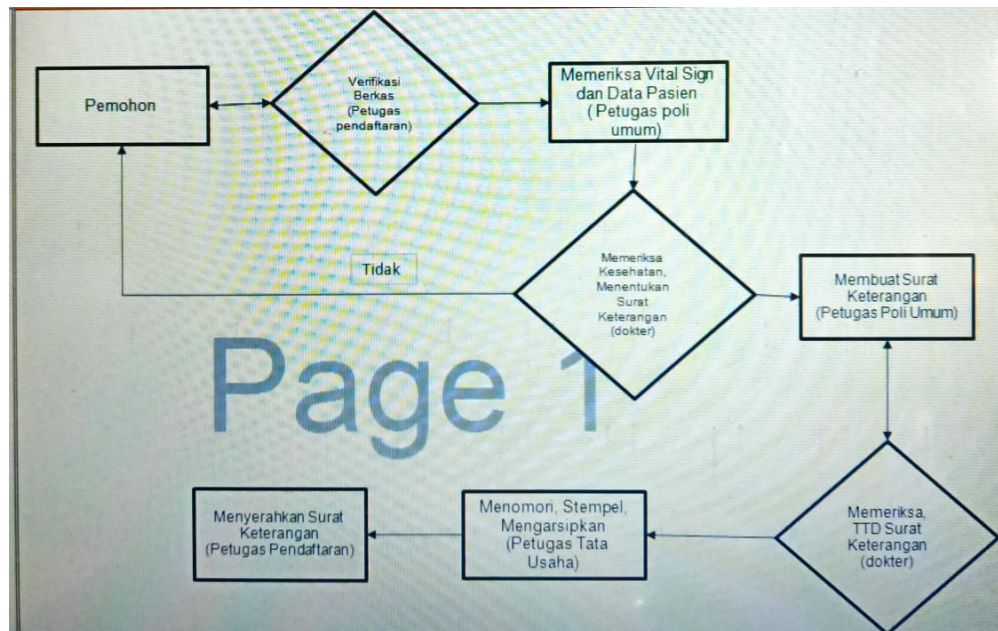 Pemohon
Verifikasi
Berkas
(Petugas
pendaftaran)
Memeriksa Vital Sign
dan Data Pasien
( Petugas poli
umum)
Tidak
Memeriksa
Kesehatan,
Menentukan
Surat
Keterangan
(dokter)
Membuat Surat
Keterangan
(Petugas Poli Umum)
Page 1
Memeriksa,
TTD Surat
Keterangan
(dokter)
Menomori, Stempel,
Mengarsipkan
(Petugas Tata
Usaha)
Menyerahkan Surat
Keterangan
(Petugas Pendaftaran)